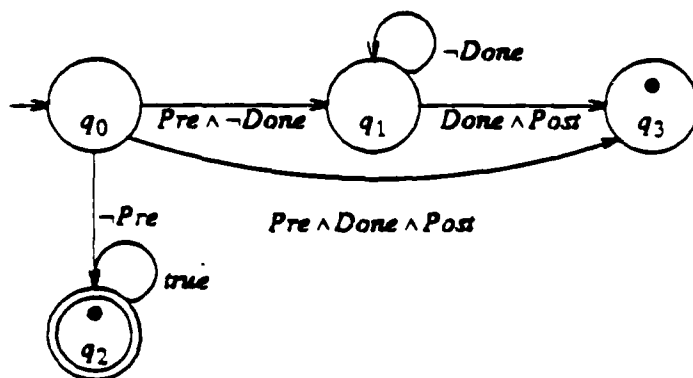 ¬Done
q0 Pre ∧ ¬Done q1 Done ∧ Post q3
¬Pre
Pre ∧ Done ∧ Post
true
q2